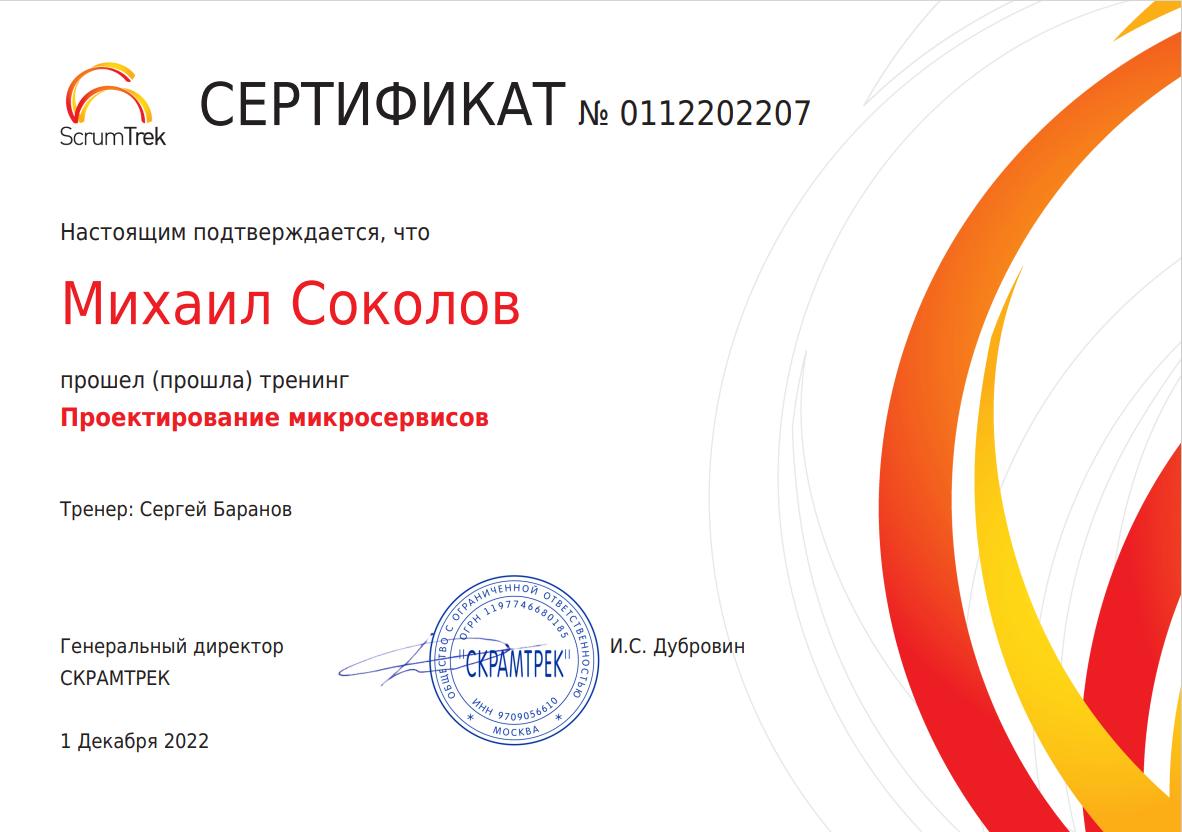 ScrumTrek
СЕРТИФИКАТ № 0112202207
Настоящим подтверждается, что
Михаил Соколов
прошел (прошла) тренинг
Проектирование микросервисов
Тренер: Сергей Баранов
Генеральный директор
СКРАМТРЕК
И.С. Дубровин
ОБЩЕСТВО С ОГРАНИЧЕННОЙ ОТВЕТСТВЕННОСТЬЮ
ОГРН 1197746680185
"СКРАМТРЕК"
ИНН 9709056610
* МОСКВА *
1 Декабря 2022